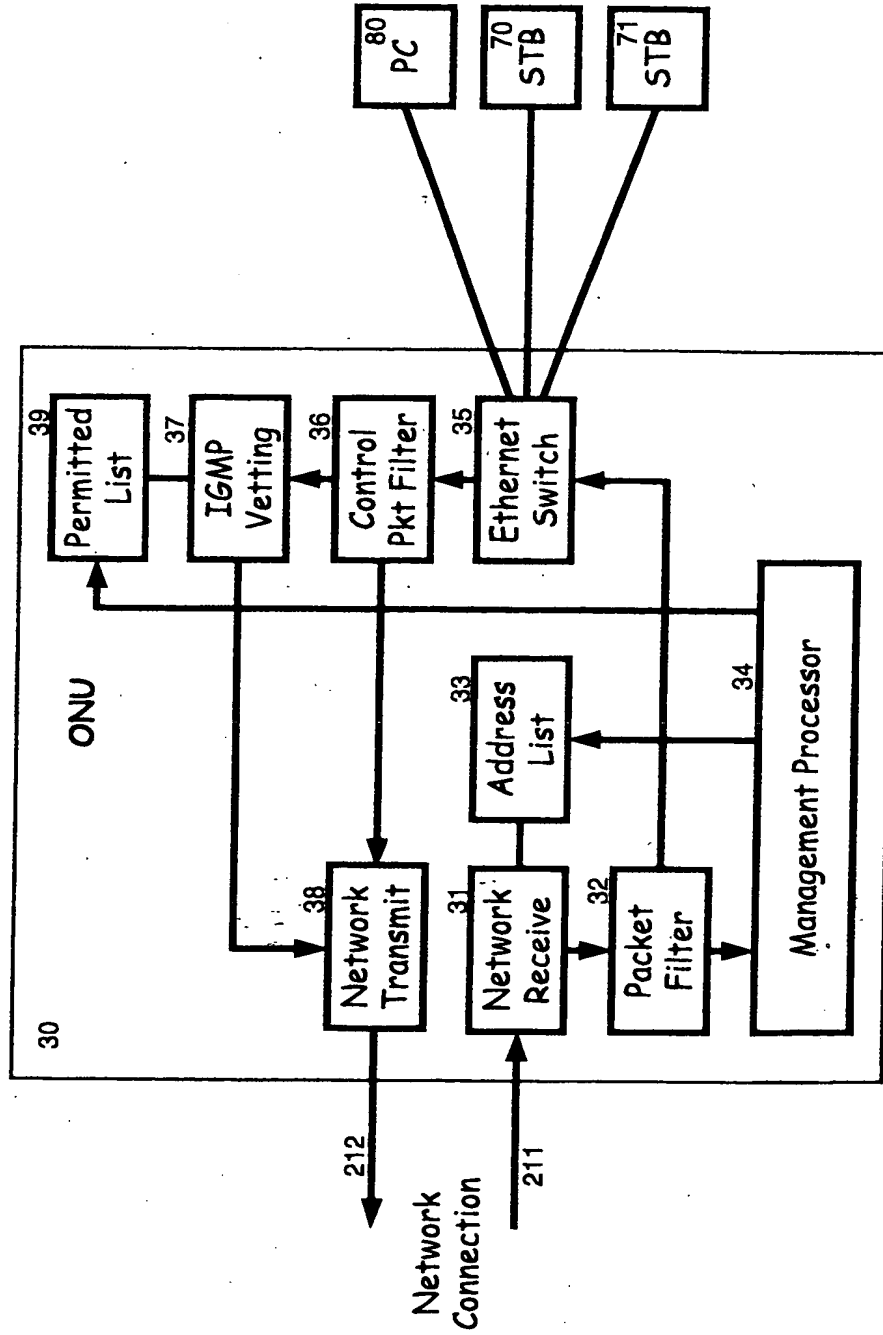 30
ONU
39
Permitted
List
37
IGMP
Vetting
36
Control
Pkt Filter
35
Ethernet
Switch
38
Network
Transmit
33
Address
List
31
Network
Receive
32
Packet
Filter
34
Management Processor
212
Network
Connection
211
80
PC
70
STB
71
STB